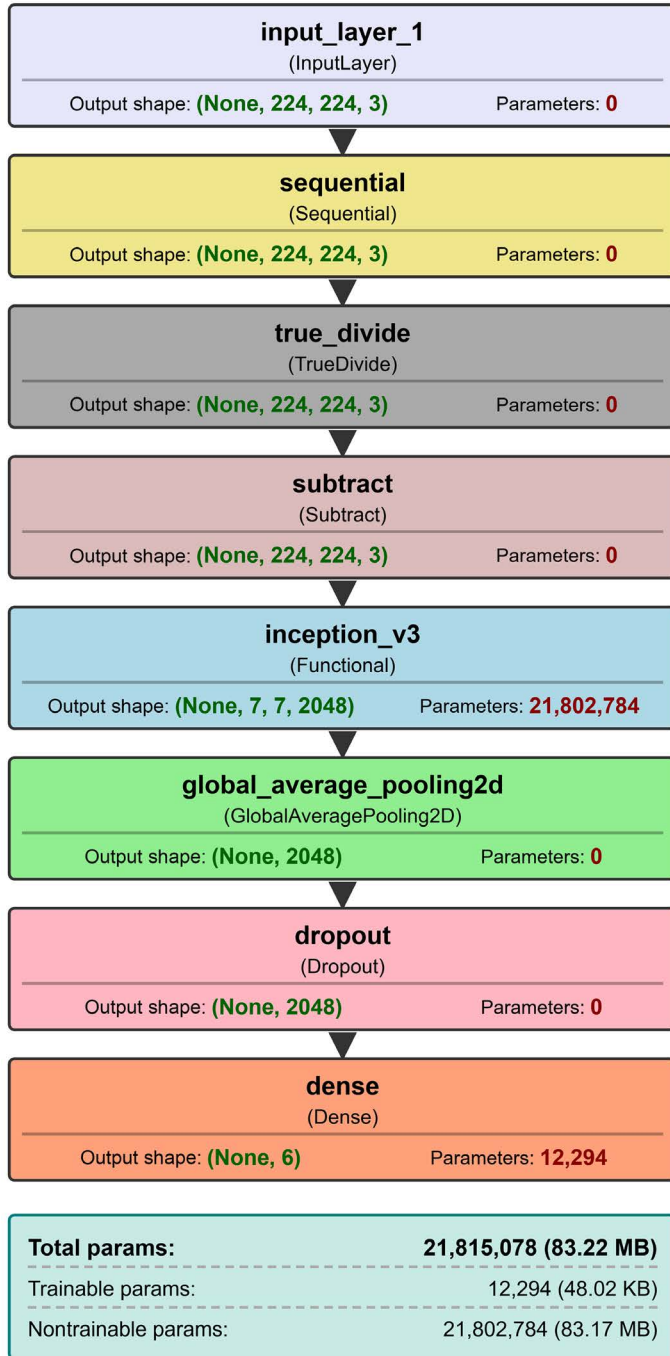 input_layer_1
(InputLayer)
Output shape: (None, 224, 224, 3) Parameters: 0
sequential
(Sequential)
Output shape: (None, 224, 224, 3) Parameters: 0
true_divide
(TrueDivide)
Output shape: (None, 224, 224, 3) Parameters: 0
subtract
(Subtract)
Output shape: (None, 224, 224, 3) Parameters: 0
inception_v3
(Functional)
Output shape: (None, 7, 7, 2048) Parameters: 21,802,784
global_average_pooling2d
(GlobalAveragePooling2D)
Output shape: (None, 2048) Parameters: 0
dropout
(Dropout)
Output shape: (None, 2048) Parameters: 0
dense
(Dense)
Output shape: (None, 6) Parameters: 12,294
Total params: 21,815,078 (83.22 MB)
Trainable params: 12,294 (48.02 KB)
Nontrainable params: 21,802,784 (83.17 MB)